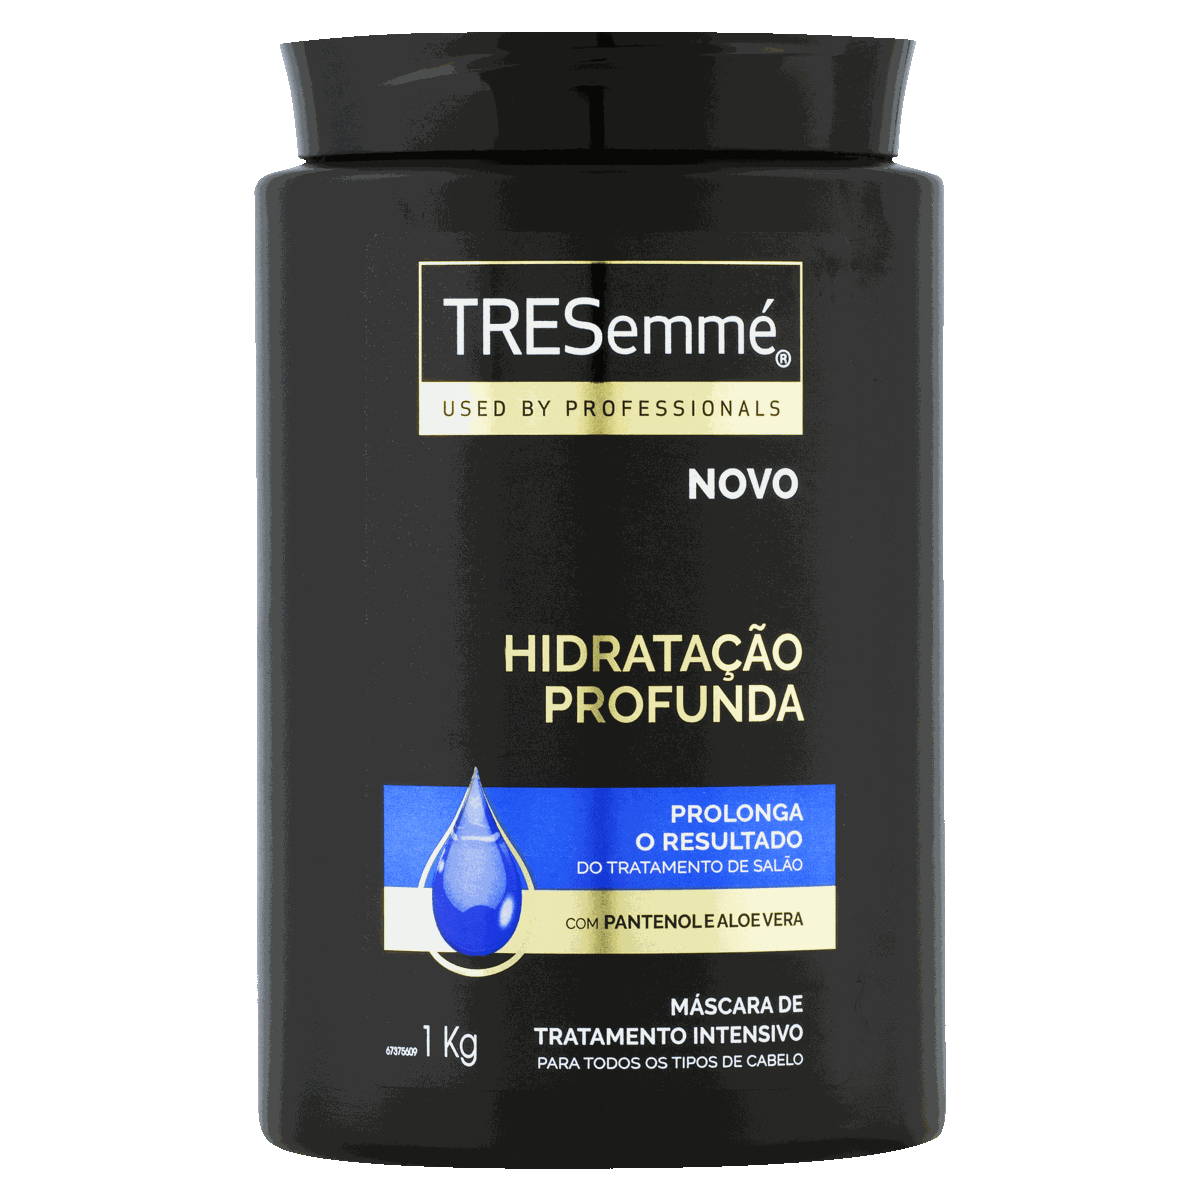 TRESemmé®
USED BY PROFESSIONALS
NOVO
HIDRATAÇÃO
PROFUNDA
PROLONGA
O RESULTADO
DO TRATAMENTO DE SALÃO
COM PANTENOL E ALOE VERA
MÁSCARA DE
TRATAMENTO INTENSIVO
PARA TODOS OS TIPOS DE CABELO
67375609 1 Kg